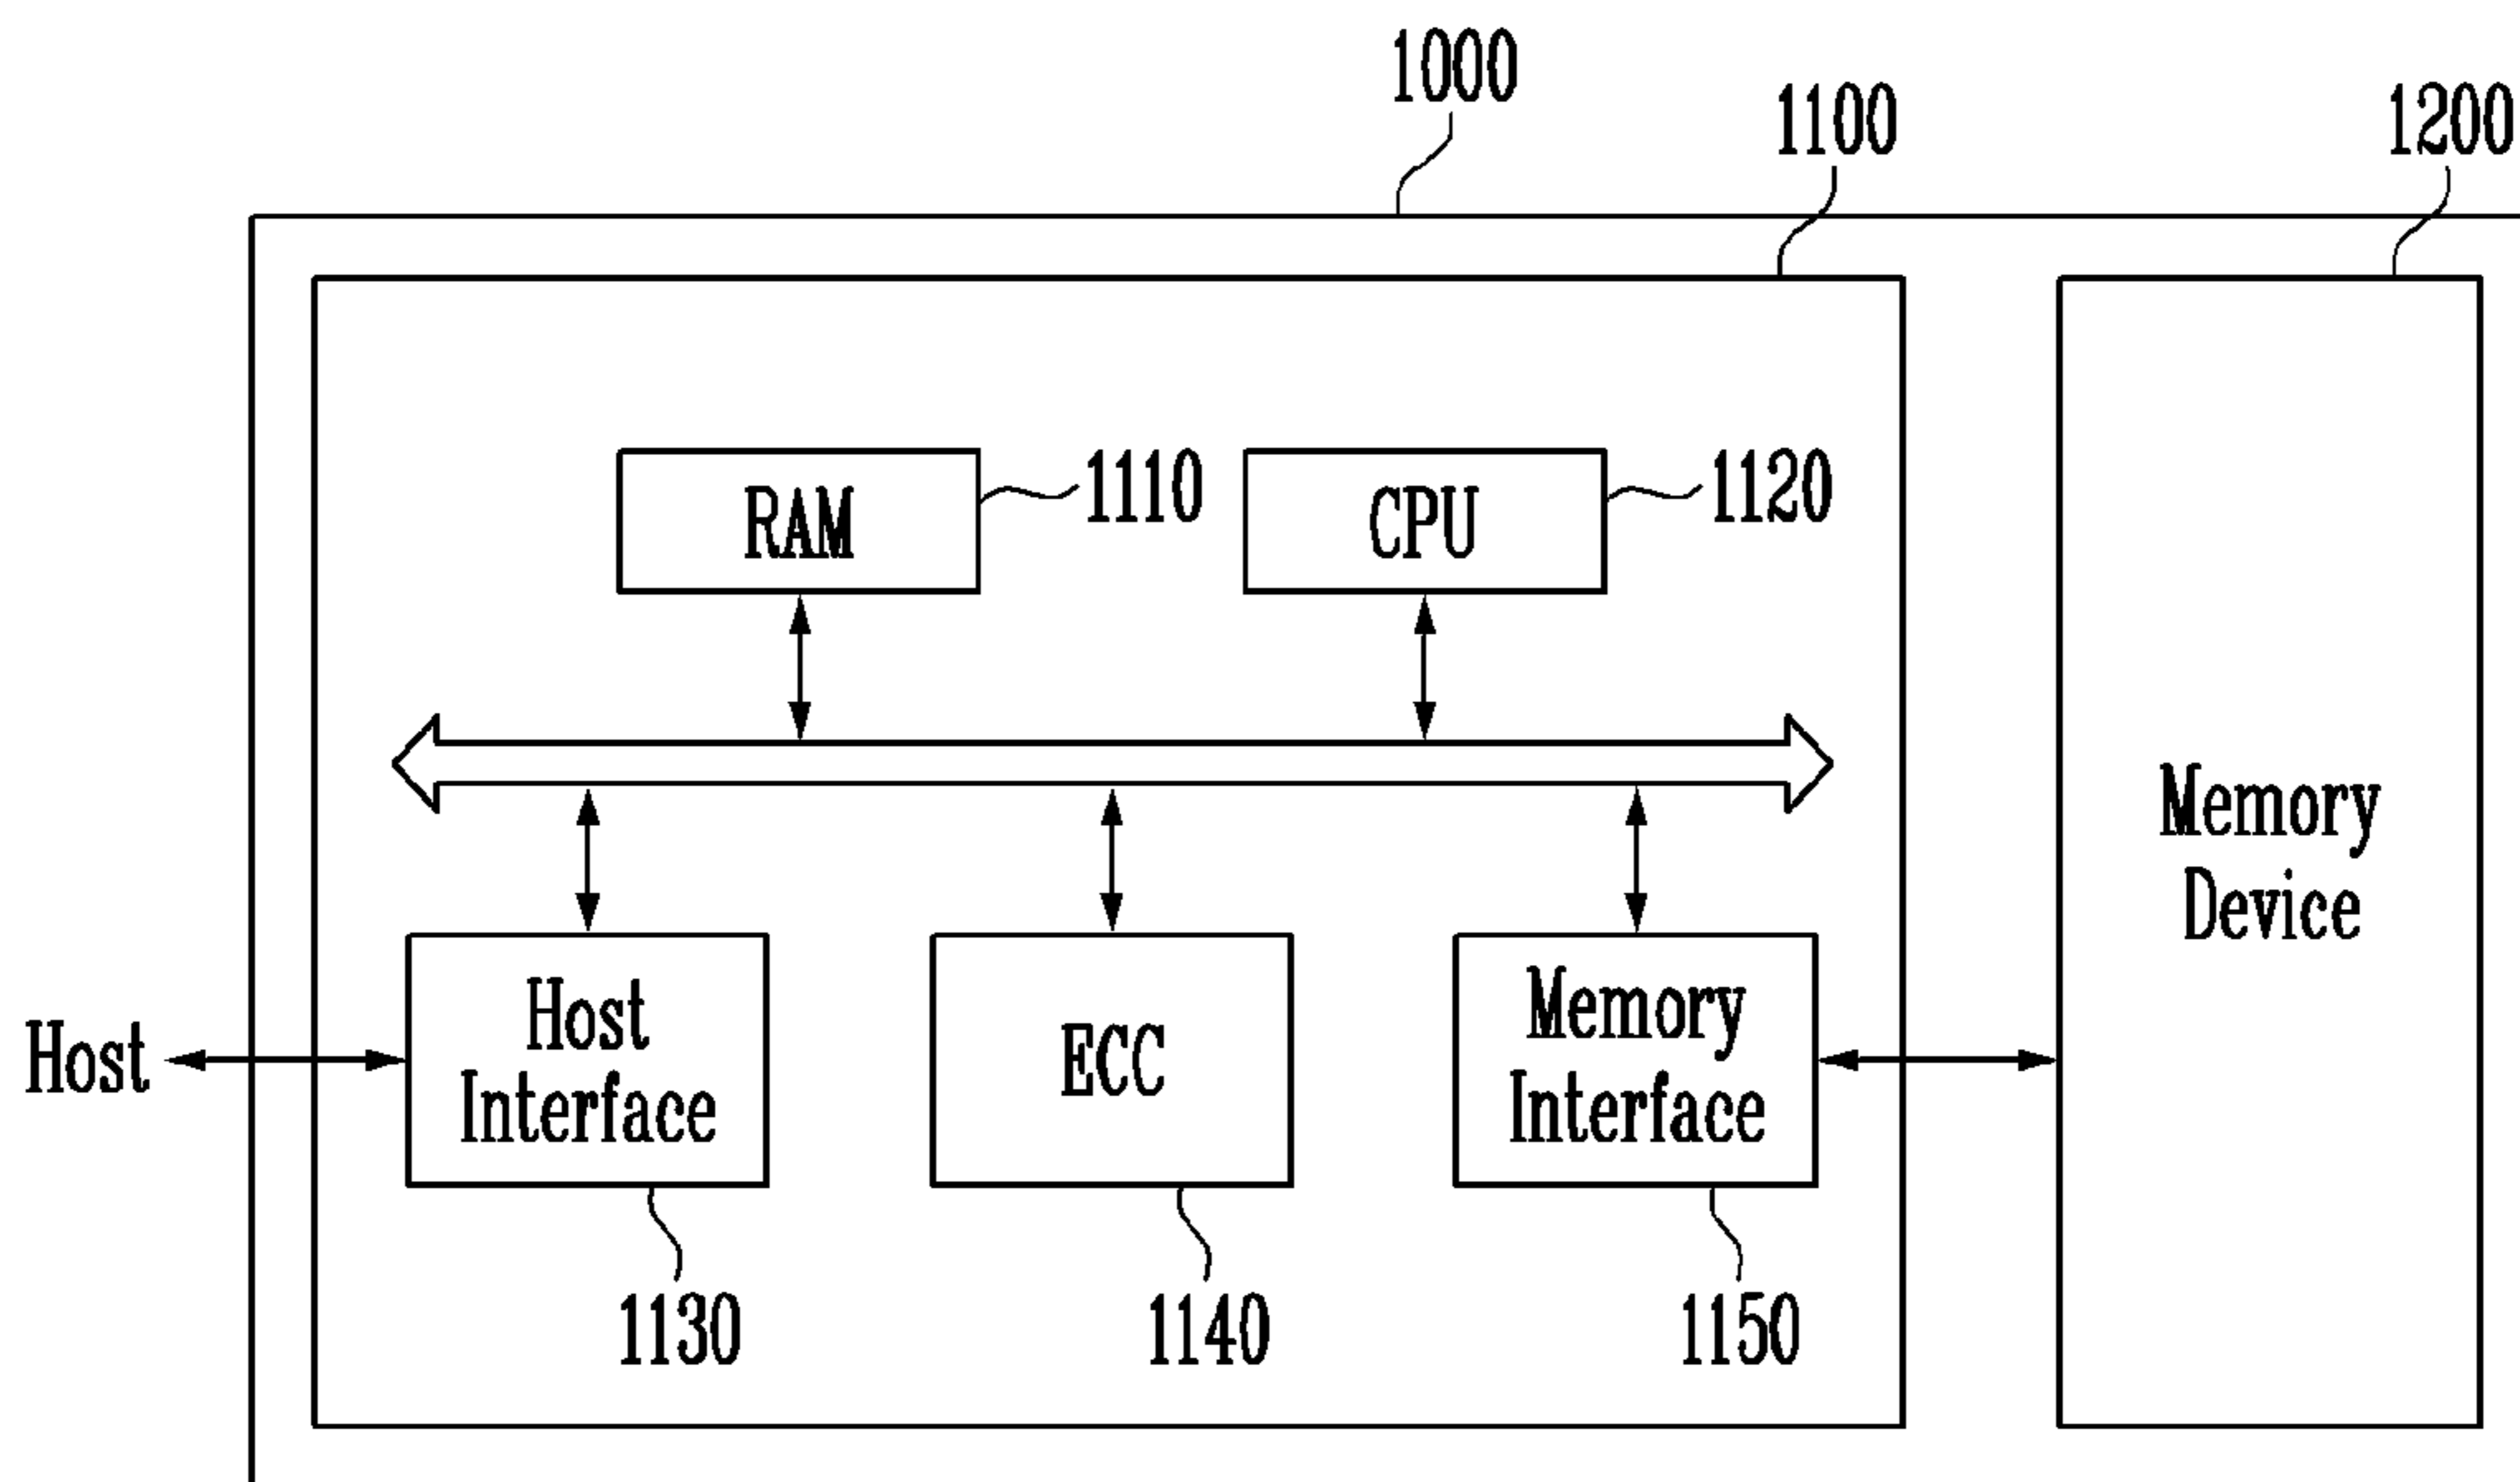 1000
1100
1200
RAM
1110
CPU
1120
Memory
Device
Host
Host
Interface
ECC
Memory
Interface
1130
1140
1150